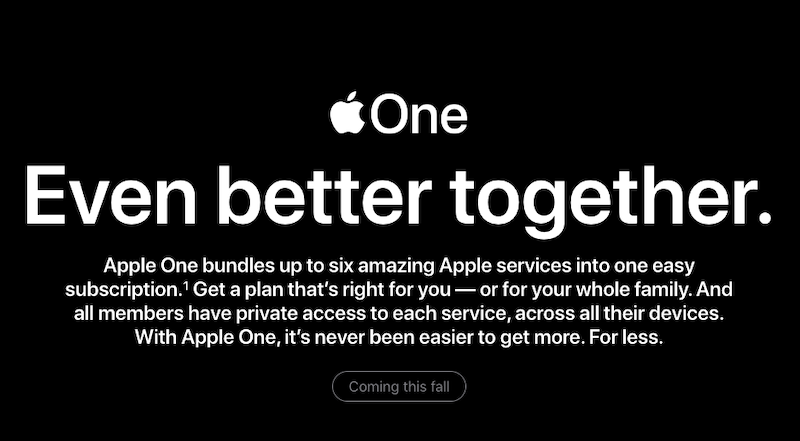 One
Even better together.
Apple One bundles up to six amazing Apple services into one easy
subscription.¹ Get a plan that’s right for you — or for your whole family. And
all members have private access to each service, across all their devices.
With Apple One, it’s never been easier to get more. For less.
Coming this fall